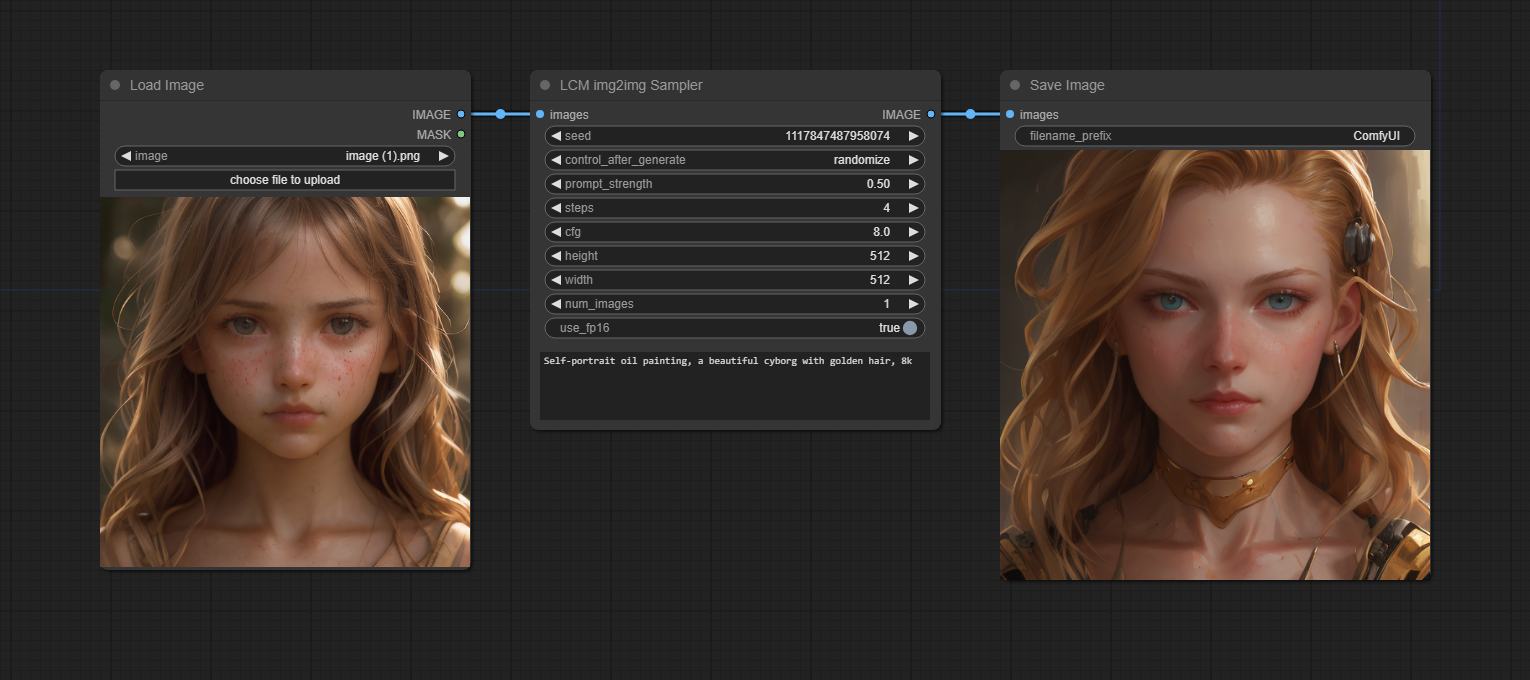 Load Image
IMAGE
MASK
image image (1).png
choose file to upload
LCM img2img Sampler
images IMAGE
seed 1117847487958074
control_after_generate randomize
prompt_strength 0.50
steps 4
cfg 8.0
height 512
width 512
num_images 1
use_fp16 true
Self-portrait oil painting, a beautiful cyborg with golden hair, 8k
Save Image
images
filename_prefix ComfyUI